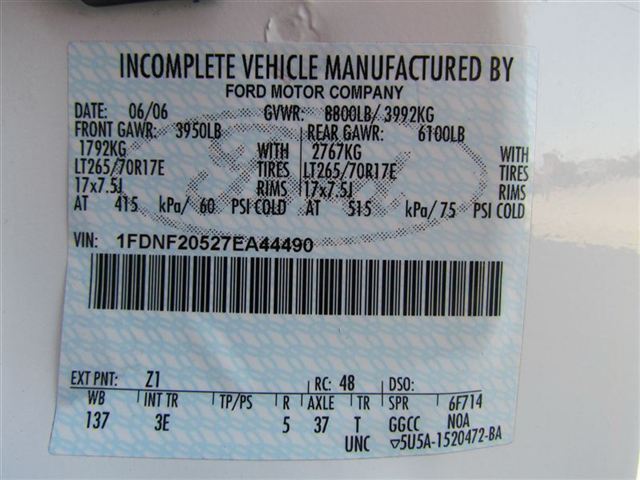 INCOMPLETE VEHICLE MANUFACTURED BY
FORD MOTOR COMPANY
DATE: 06/06 GVWR: 8800LB/ 3992KG
FRONT GAWR: 3950LB REAR GAWR: 6100LB
1792KG WITH 2767KG WITH
LT265/70R17E TIRES LT265/70R17E TIRES
17x7.5J RIMS 17x7.5J RIMS
AT 415 kPa/ 60 PSI COLD AT 515 kPa/ 75 PSI COLD
VIN: 1FDNF20527EA44490
EXT PNT: Z1 RC: 48 DSO:
WB INT TR TP/PS R AXLE TR SPR 6F714
137 3E 5 37 T GGCC NOA
UNC ▽5U5A-1520472-BA